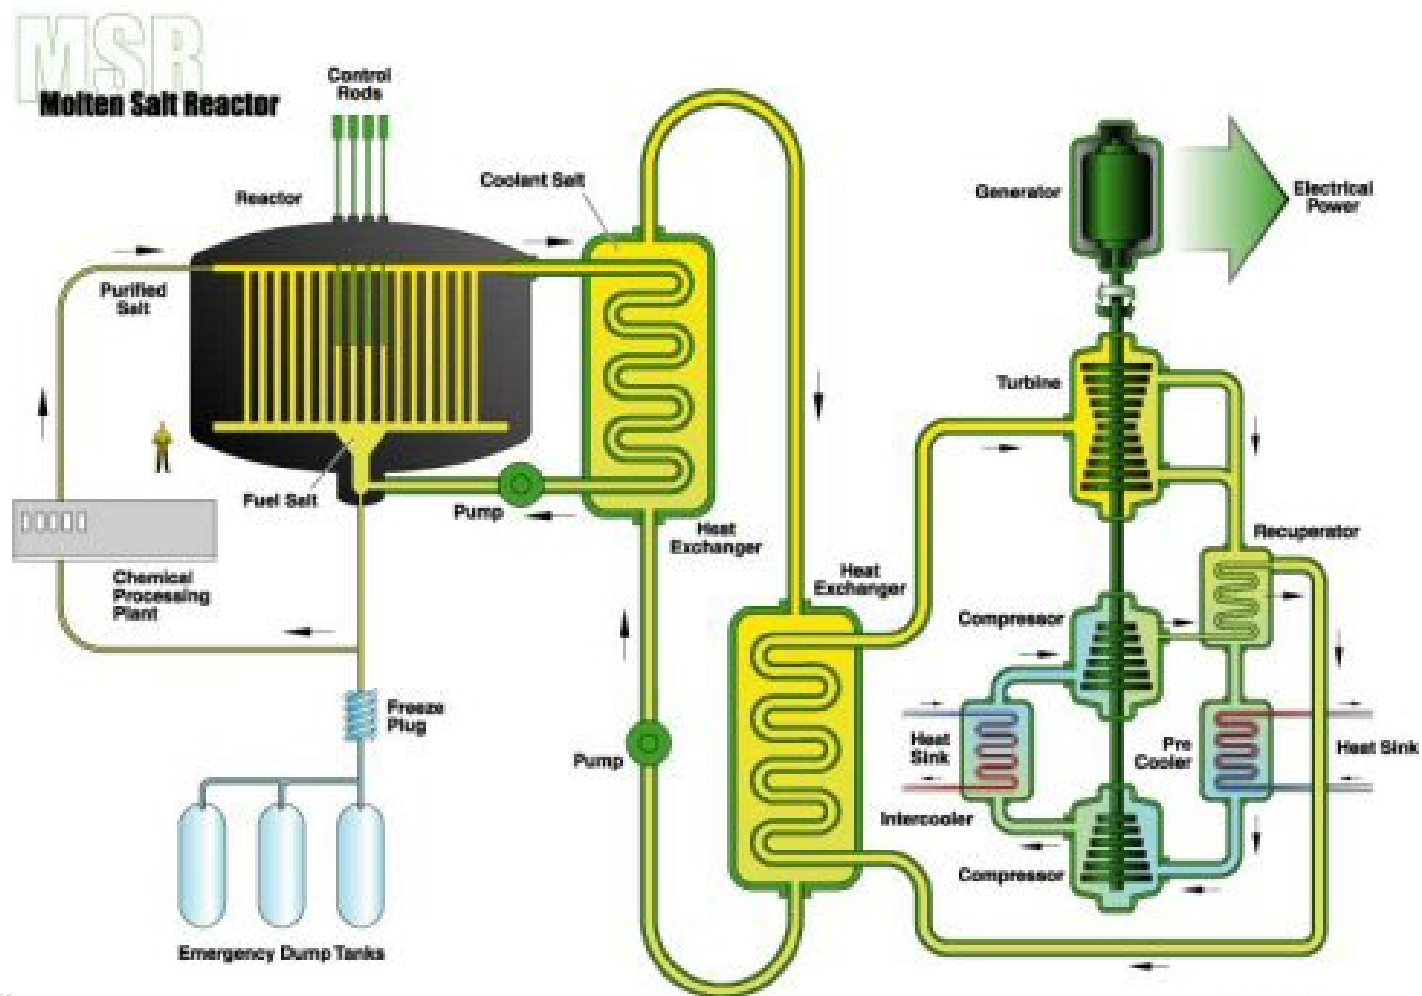 MSR
Molten Salt Reactor
Control
Rods
Reactor
Coolant Salt
Purified
Salt
Fuel Salt
Pump
Heat
Exchanger
Chemical
Processing
Plant
Freeze
Plug
Emergency Dump Tanks
Pump
Heat
Exchanger
Generator
Electrical
Power
Turbine
Recuperator
Compressor
Heat
Sink
Pre
Cooler
Heat Sink
Intercooler
Compressor